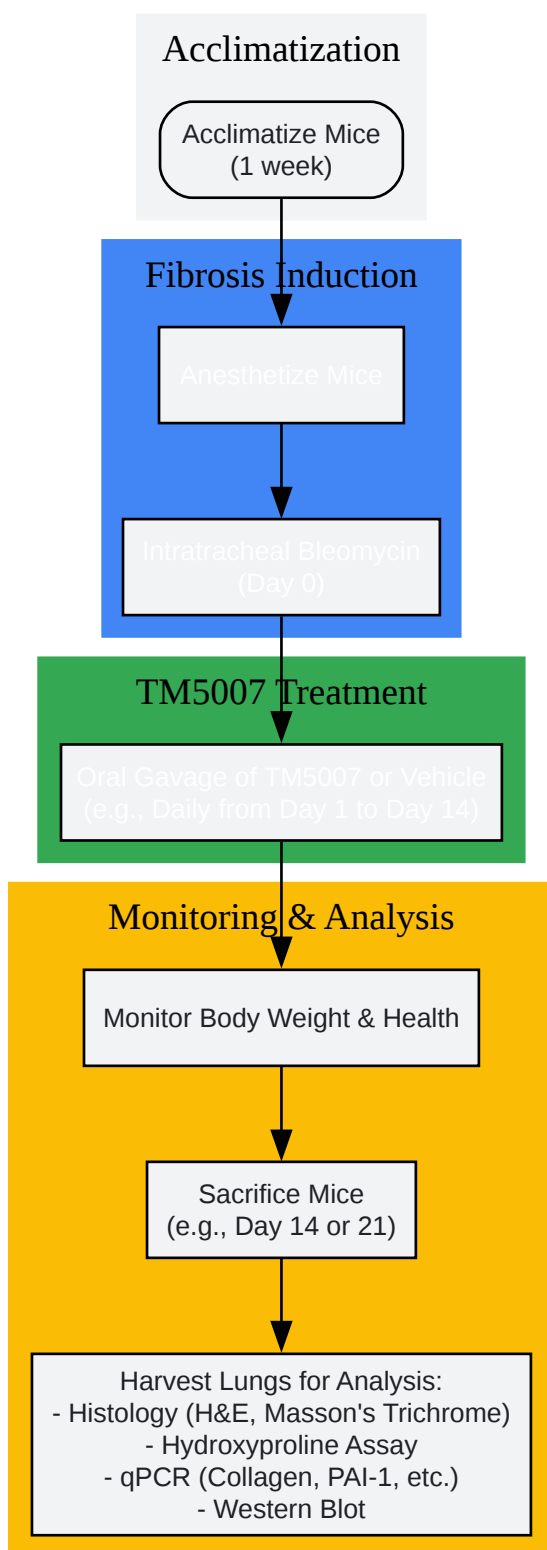 Acclimatization
Acclimatize Mice
(1 week)
Fibrosis Induction
Anesthetize Mice
Intratracheal Bleomycin
(Day 0)
TM5007 Treatment
Oral Gavage of TM5007 or Vehicle
(e.g., Daily from Day 1 to Day 14)
Monitoring & Analysis
Monitor Body Weight & Health
Sacrifice Mice
(e.g., Day 14 or 21)
Harvest Lungs for Analysis:
- Histology (H&E, Masson's Trichrome)
- Hydroxyproline Assay
- qPCR (Collagen, PAI-1, etc.)
- Western Blot